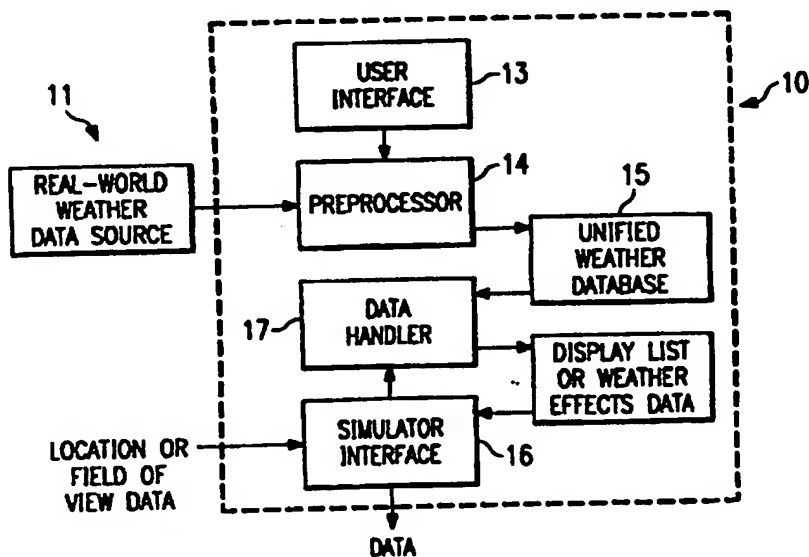 USER
INTERFACE
13
10
11
REAL-WORLD
WEATHER
DATA SOURCE
PREPROCESSOR
14
15
UNIFIED
WEATHER
DATABASE
17
DATA
HANDLER
DISPLAY LIST
OR WEATHER
EFFECTS DATA
LOCATION OR
FIELD OF
VIEW DATA
SIMULATOR
INTERFACE
16
DATA